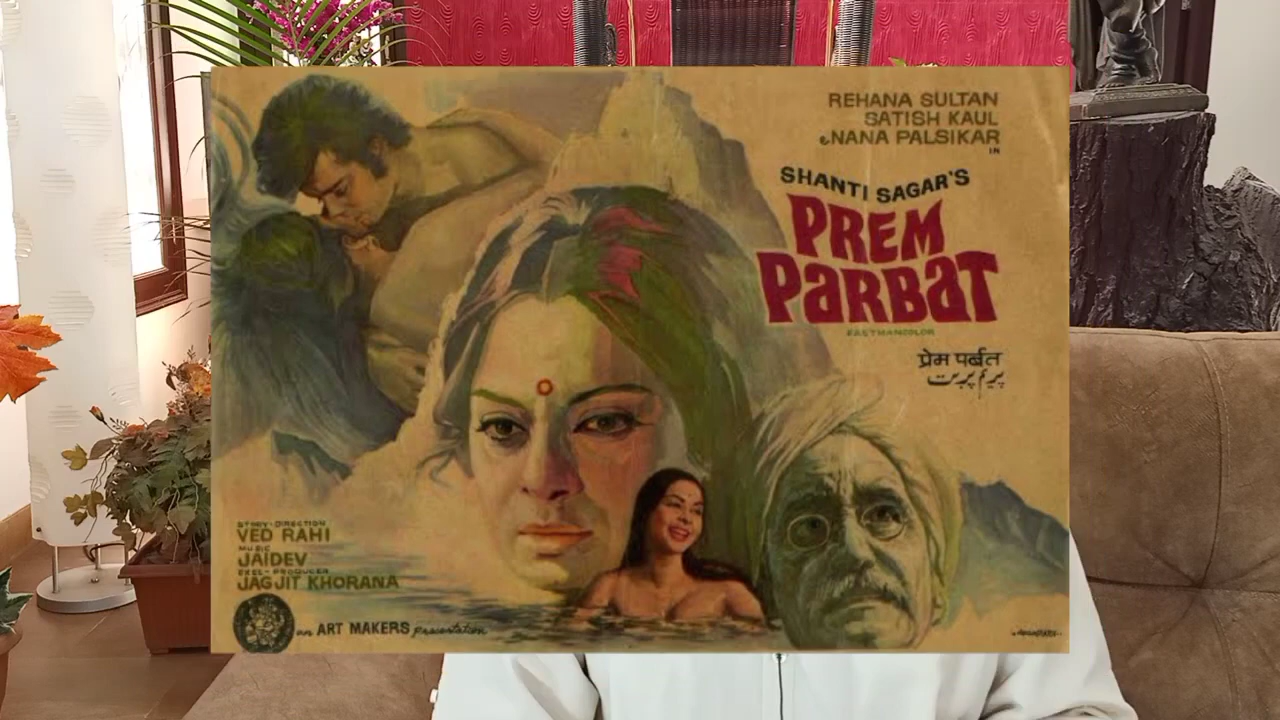 REHANA SULTAN
SATISH KAUL
& NANA PALSIKAR
IN
SHANTI SAGAR'S
PREM
PARBAT
EASTMANCOLOR
प्रेम पर्बत
پریم پربت
STORY-DIRECTION
VED RAHI
MUSIC
JAIDEV
EXEC-PRODUCER
JAGJIT KHORANA
an ART MAKERS presentation